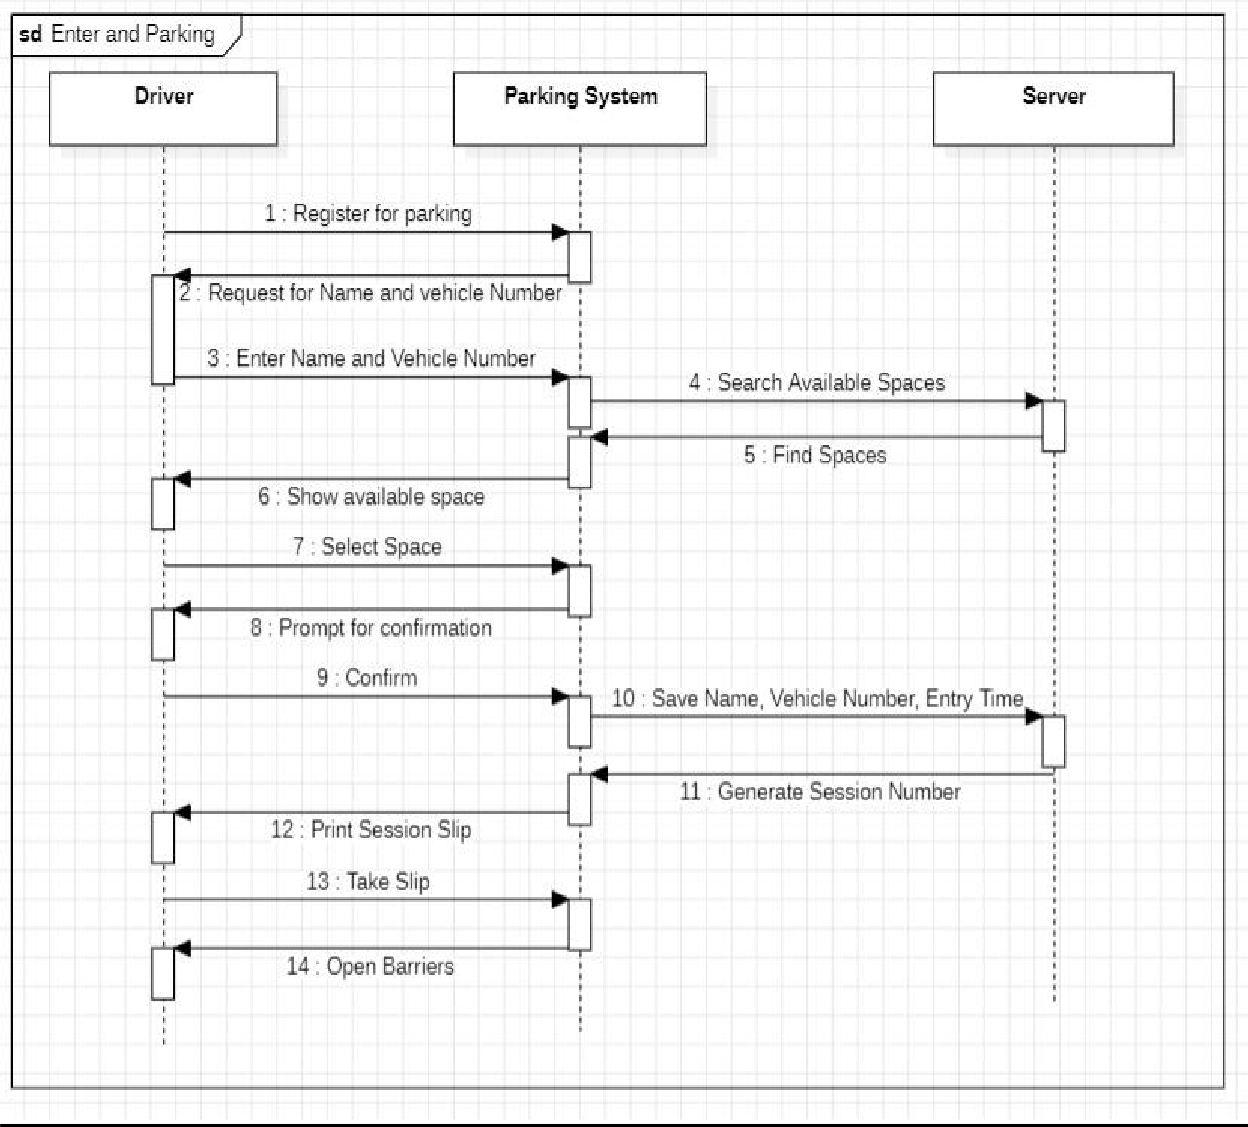 sd Enter and Parking
Driver
Parking System
Server
1 : Register for parking
2 : Request for Name and vehicle Number
3 : Enter Name and Vehicle Number
4 : Search Available Spaces
5 : Find Spaces
6 : Show available space
7 : Select Space
8 : Prompt for confirmation
9 : Confirm
10 : Save Name, Vehicle Number, Entry Time
11 : Generate Session Number
12 : Print Session Slip
13 : Take Slip
14 : Open Barriers